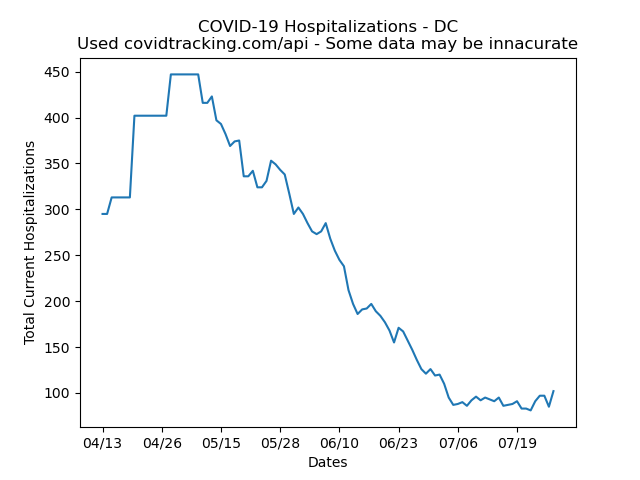 COVID-19 Hospitalizations - DC
Used covidtracking.com/api - Some data may be innacurate
450
400
350
300
250
200
150
100
Total Current Hospitalizations
04/13 04/26 05/15 05/28 06/10 06/23 07/06 07/19
Dates